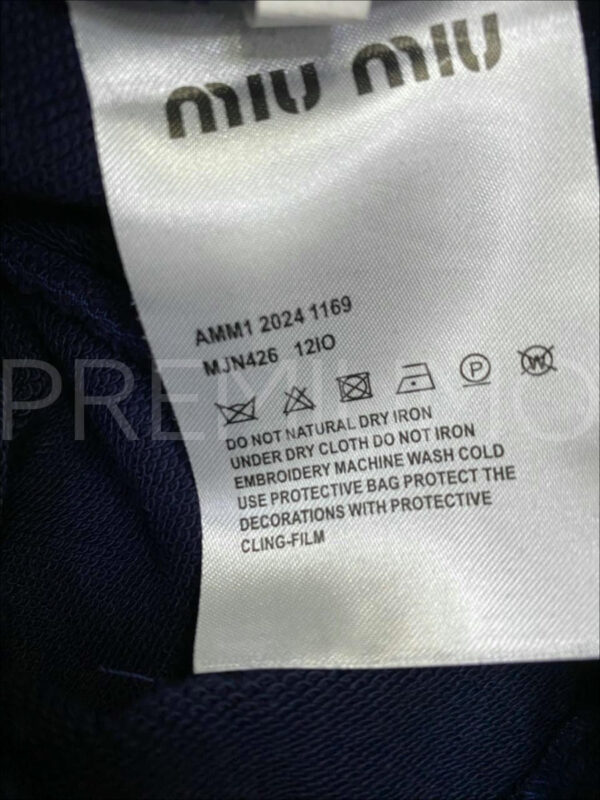 miu miu
AMM1 2024 1169
MJN426 12IO
P W
DO NOT NATURAL DRY IRON
UNDER DRY CLOTH DO NOT IRON
EMBROIDERY MACHINE WASH COLD
USE PROTECTIVE BAG PROTECT THE
DECORATIONS WITH PROTECTIVE
CLING-FILM